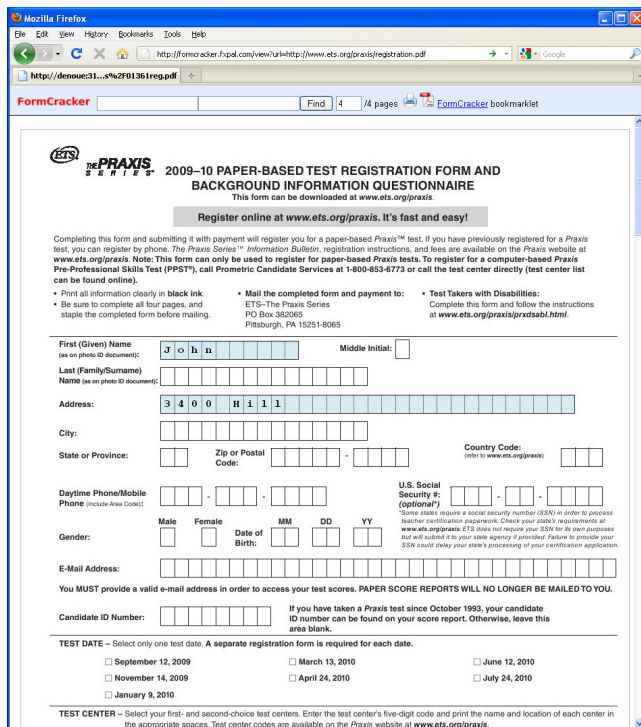 Mozilla Firefox
File Edit View History Bookmarks Tools Help
http://formcracker.fxpal.com/view?url=http://www.ets.org/praxis/registration.pdf
Google
http://denoue:31...s%2F01361reg.pdf
FormCracker Find 4 /4 pages FormCracker bookmarklet
ETS
THE PRAXIS
SERIES™
2009–10 PAPER-BASED TEST REGISTRATION FORM AND
BACKGROUND INFORMATION QUESTIONNAIRE
This form can be downloaded at www.ets.org/praxis.
Register online at www.ets.org/praxis. It's fast and easy!
Completing this form and submitting it with payment will register you for a paper-based Praxis™ test. If you have previously registered for a Praxis
test, you can register by phone. The Praxis Series™ Information Bulletin, registration instructions, and fees are available on the Praxis website at
www.ets.org/praxis. Note: This form can only be used to register for paper-based Praxis tests. To register for a computer-based Praxis
Pre-Professional Skills Test (PPST®), call Prometric Candidate Services at 1-800-853-6773 or call the test center directly (test center list
can be found online).
• Print all information clearly in black ink.
• Be sure to complete all four pages, and
staple the completed form before mailing.
• Mail the completed form and payment to:
ETS–The Praxis Series
PO Box 382065
Pittsburgh, PA 15251-8065
• Test Takers with Disabilities:
Complete this form and follow the instructions
at www.ets.org/praxis/prxdsabl.html.
First (Given) Name
(as on photo ID document):
John
Middle Initial:
Last (Family/Surname)
Name (as on photo ID document):
Address:
3400 Hill
City:
State or Province:
Zip or Postal
Code:
-
Country Code:
(refer to www.ets.org/praxis)
Daytime Phone/Mobile
Phone (Include Area Code):
- -
U.S. Social
Security #:
(optional*)
- -
*Some states require a social security number (SSN) in order to process
teacher certification paperwork. Check your state's requirements at
www.ets.org/praxis. ETS does not require your SSN for its own purposes
but will submit it to your state agency if provided. Failure to provide your
SSN could delay your state's processing of your certification application.
Gender:
Male Female
Date of
Birth:
MM DD YY
E-Mail Address:
You MUST provide a valid e-mail address in order to access your test scores. PAPER SCORE REPORTS WILL NO LONGER BE MAILED TO YOU.
Candidate ID Number:
If you have taken a Praxis test since October 1993, your candidate
ID number can be found on your score report. Otherwise, leave this
area blank.
TEST DATE – Select only one test date. A separate registration form is required for each date.
September 12, 2009
March 13, 2010
June 12, 2010
November 14, 2009
April 24, 2010
July 24, 2010
January 9, 2010
TEST CENTER – Select your first- and second-choice test centers. Enter the test center's five-digit code and print the name and location of each center in
the appropriate spaces. Test center codes are available on the Praxis website at www.ets.org/praxis.